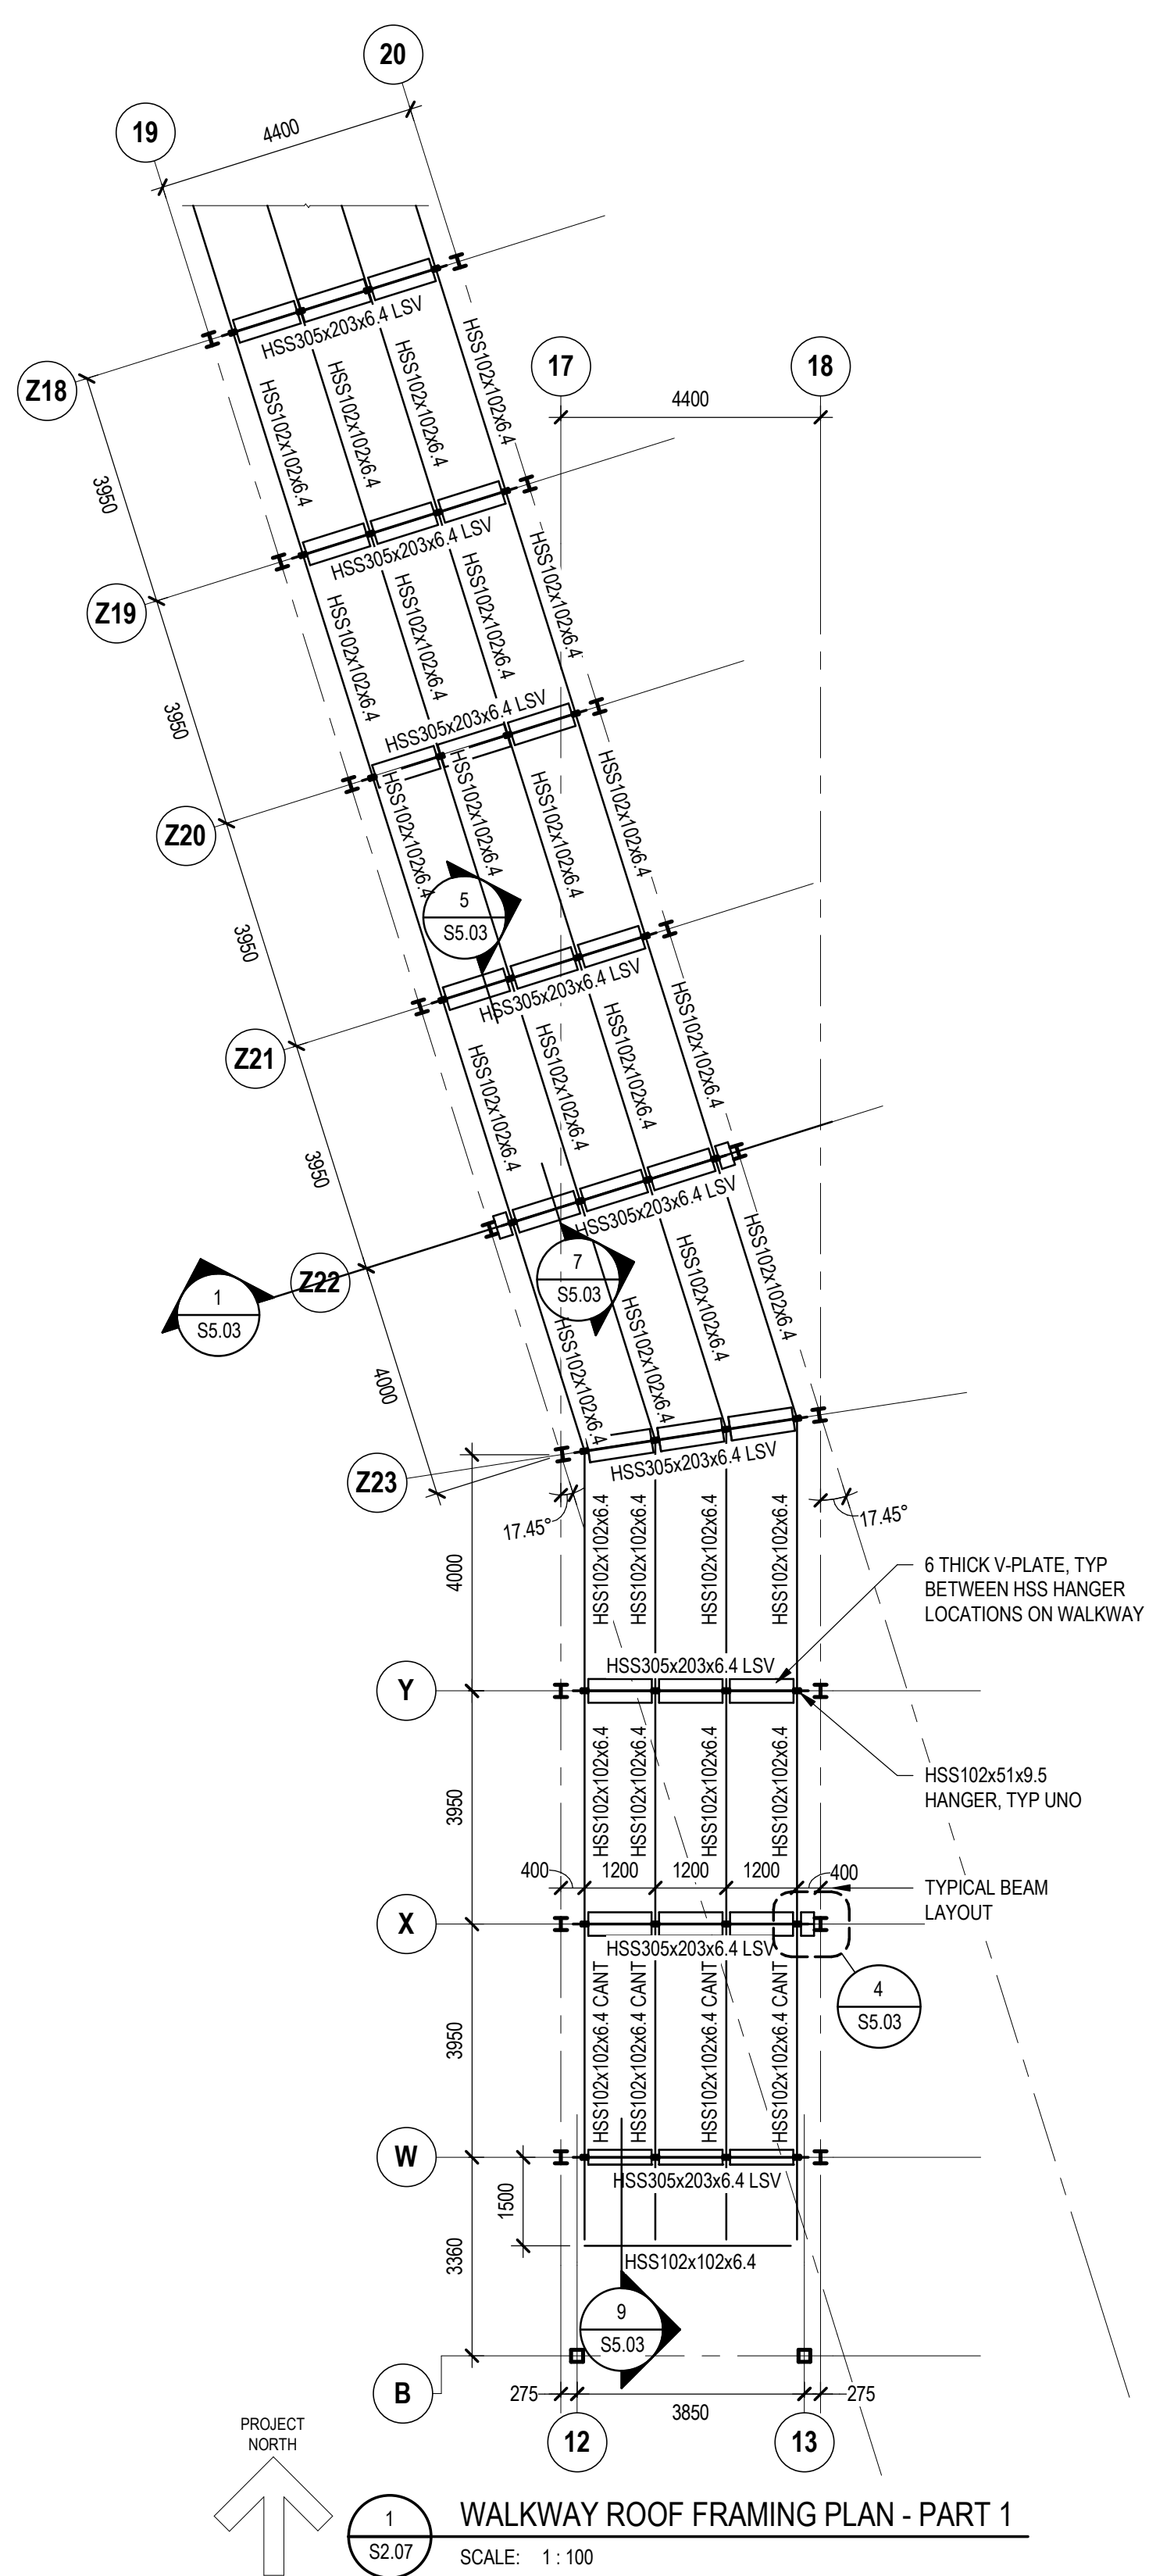 20
19
4400
HSS305x203x6.4 LSV
HSS102x102x6.4
HSS102x102x6.4
HSS102x102x6.4
HSS102x102x6.4
17
18
4400
Z18
3950
HSS305x203x6.4 LSV
HSS102x102x6.4
HSS102x102x6.4
HSS102x102x6.4
HSS102x102x6.4
Z19
3950
HSS305x203x6.4 LSV
HSS102x102x6.4
HSS102x102x6.4
HSS102x102x6.4
HSS102x102x6.4
Z20
5
S5.03
3950
HSS305x203x6.4 LSV
HSS102x102x6.4
HSS102x102x6.4
HSS102x102x6.4
HSS102x102x6.4
Z21
3950
HSS305x203x6.4 LSV
HSS102x102x6.4
HSS102x102x6.4
HSS102x102x6.4
HSS102x102x6.4
Z22
1
S5.03
7
S5.03
4000
HSS305x203x6.4 LSV
Z23
17.45°
17.45°
HSS102x102x6.4
HSS102x102x6.4
HSS102x102x6.4
HSS102x102x6.4
4000
6 THICK V-PLATE, TYP
BETWEEN HSS HANGER
LOCATIONS ON WALKWAY
HSS305x203x6.4 LSV
Y
HSS102x102x6.4
HSS102x102x6.4
HSS102x102x6.4
HSS102x102x6.4
3950
HSS102x51x9.5
HANGER, TYP UNO
400
1200
1200
1200
400
TYPICAL BEAM
LAYOUT
X
HSS305x203x6.4 LSV
HSS102x102x6.4 CANT
HSS102x102x6.4 CANT
HSS102x102x6.4 CANT
HSS102x102x6.4 CANT
4
S5.03
3950
W
HSS305x203x6.4 LSV
1500
3360
HSS102x102x6.4
9
S5.03
B
275
3850
275
12
13
PROJECT
NORTH
1
S2.07
WALKWAY ROOF FRAMING PLAN - PART 1
SCALE: 1 : 100